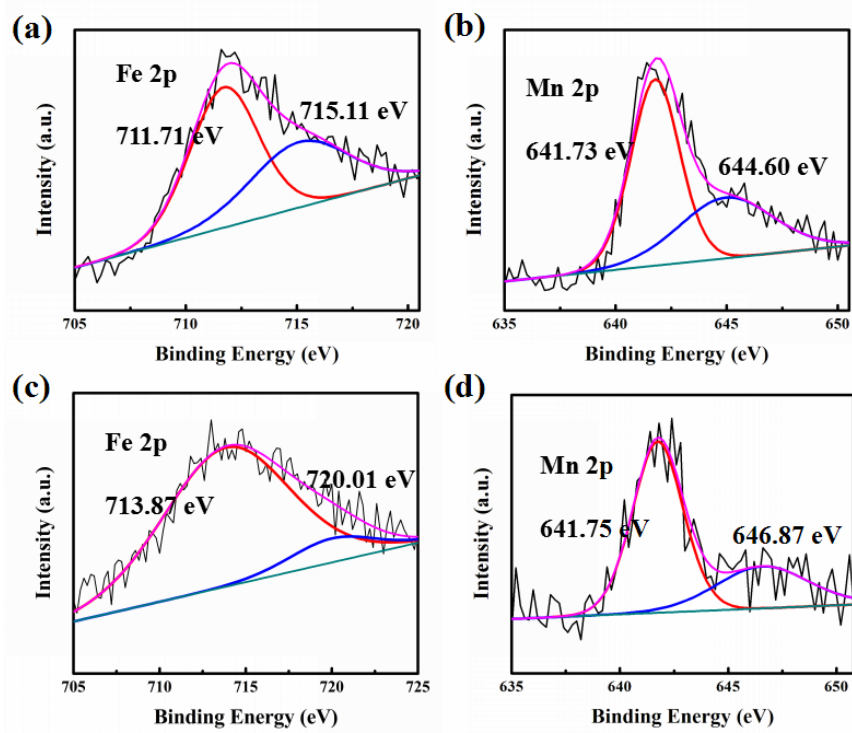 (a)
Fe 2p
715.11 eV
711.71 eV
Intensity (a.u.)
705 710 715 720
Binding Energy (eV)
(b)
Mn 2p
641.73 eV
644.60 eV
Intensity (a.u.)
635 640 645 650
Binding Energy (eV)
(c)
Fe 2p
720.01 eV
713.87 eV
Intensity (a.u.)
705 710 715 720 725
Binding Energy (eV)
(d)
Mn 2p
641.75 eV
646.87 eV
Intensity (a.u.)
635 640 645 650
Binding Energy (eV)